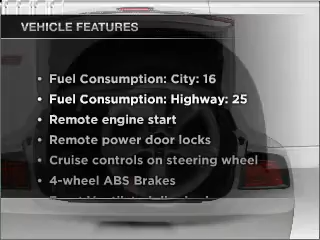 VEHICLE FEATURES
• Fuel Consumption: City: 16
• Fuel Consumption: Highway: 25
• Remote engine start
• Remote power door locks
• Cruise controls on steering wheel
• 4-wheel ABS Brakes